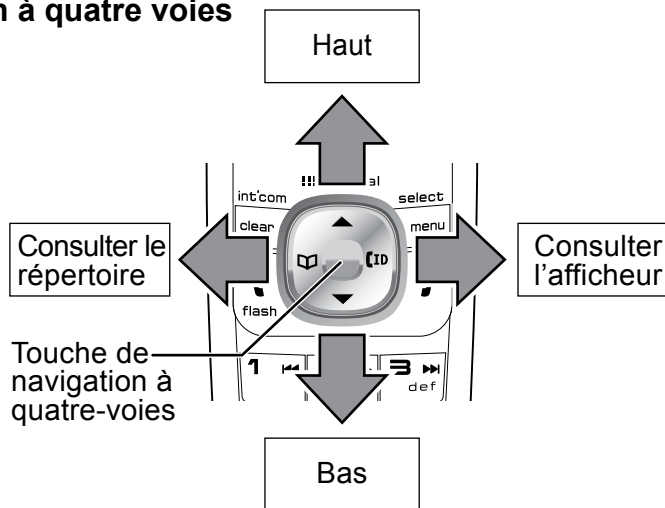 à quatre voies
Haut
int'com
select
clear
menu
Consulter le
répertoire
ID
Consulter
l'afficheur
flash
Touche de
navigation à
quatre-voies
1
3
def
Bas